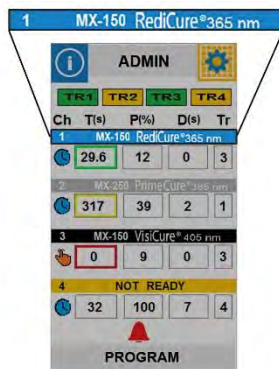 1 MX-150 RediCure®365 nm
i ADMIN
TR1 TR2 TR3 TR4
Ch T(s) P(%) D(s) Tr
1 MX-150 RediCure®365 nm
29.6 12 0 3
2 MX-250 PrimeCure®385 nm
317 39 2 1
3 MX-150 VisiCure® 405 nm
0 9 0 3
4 NOT READY
32 100 7 4
PROGRAM